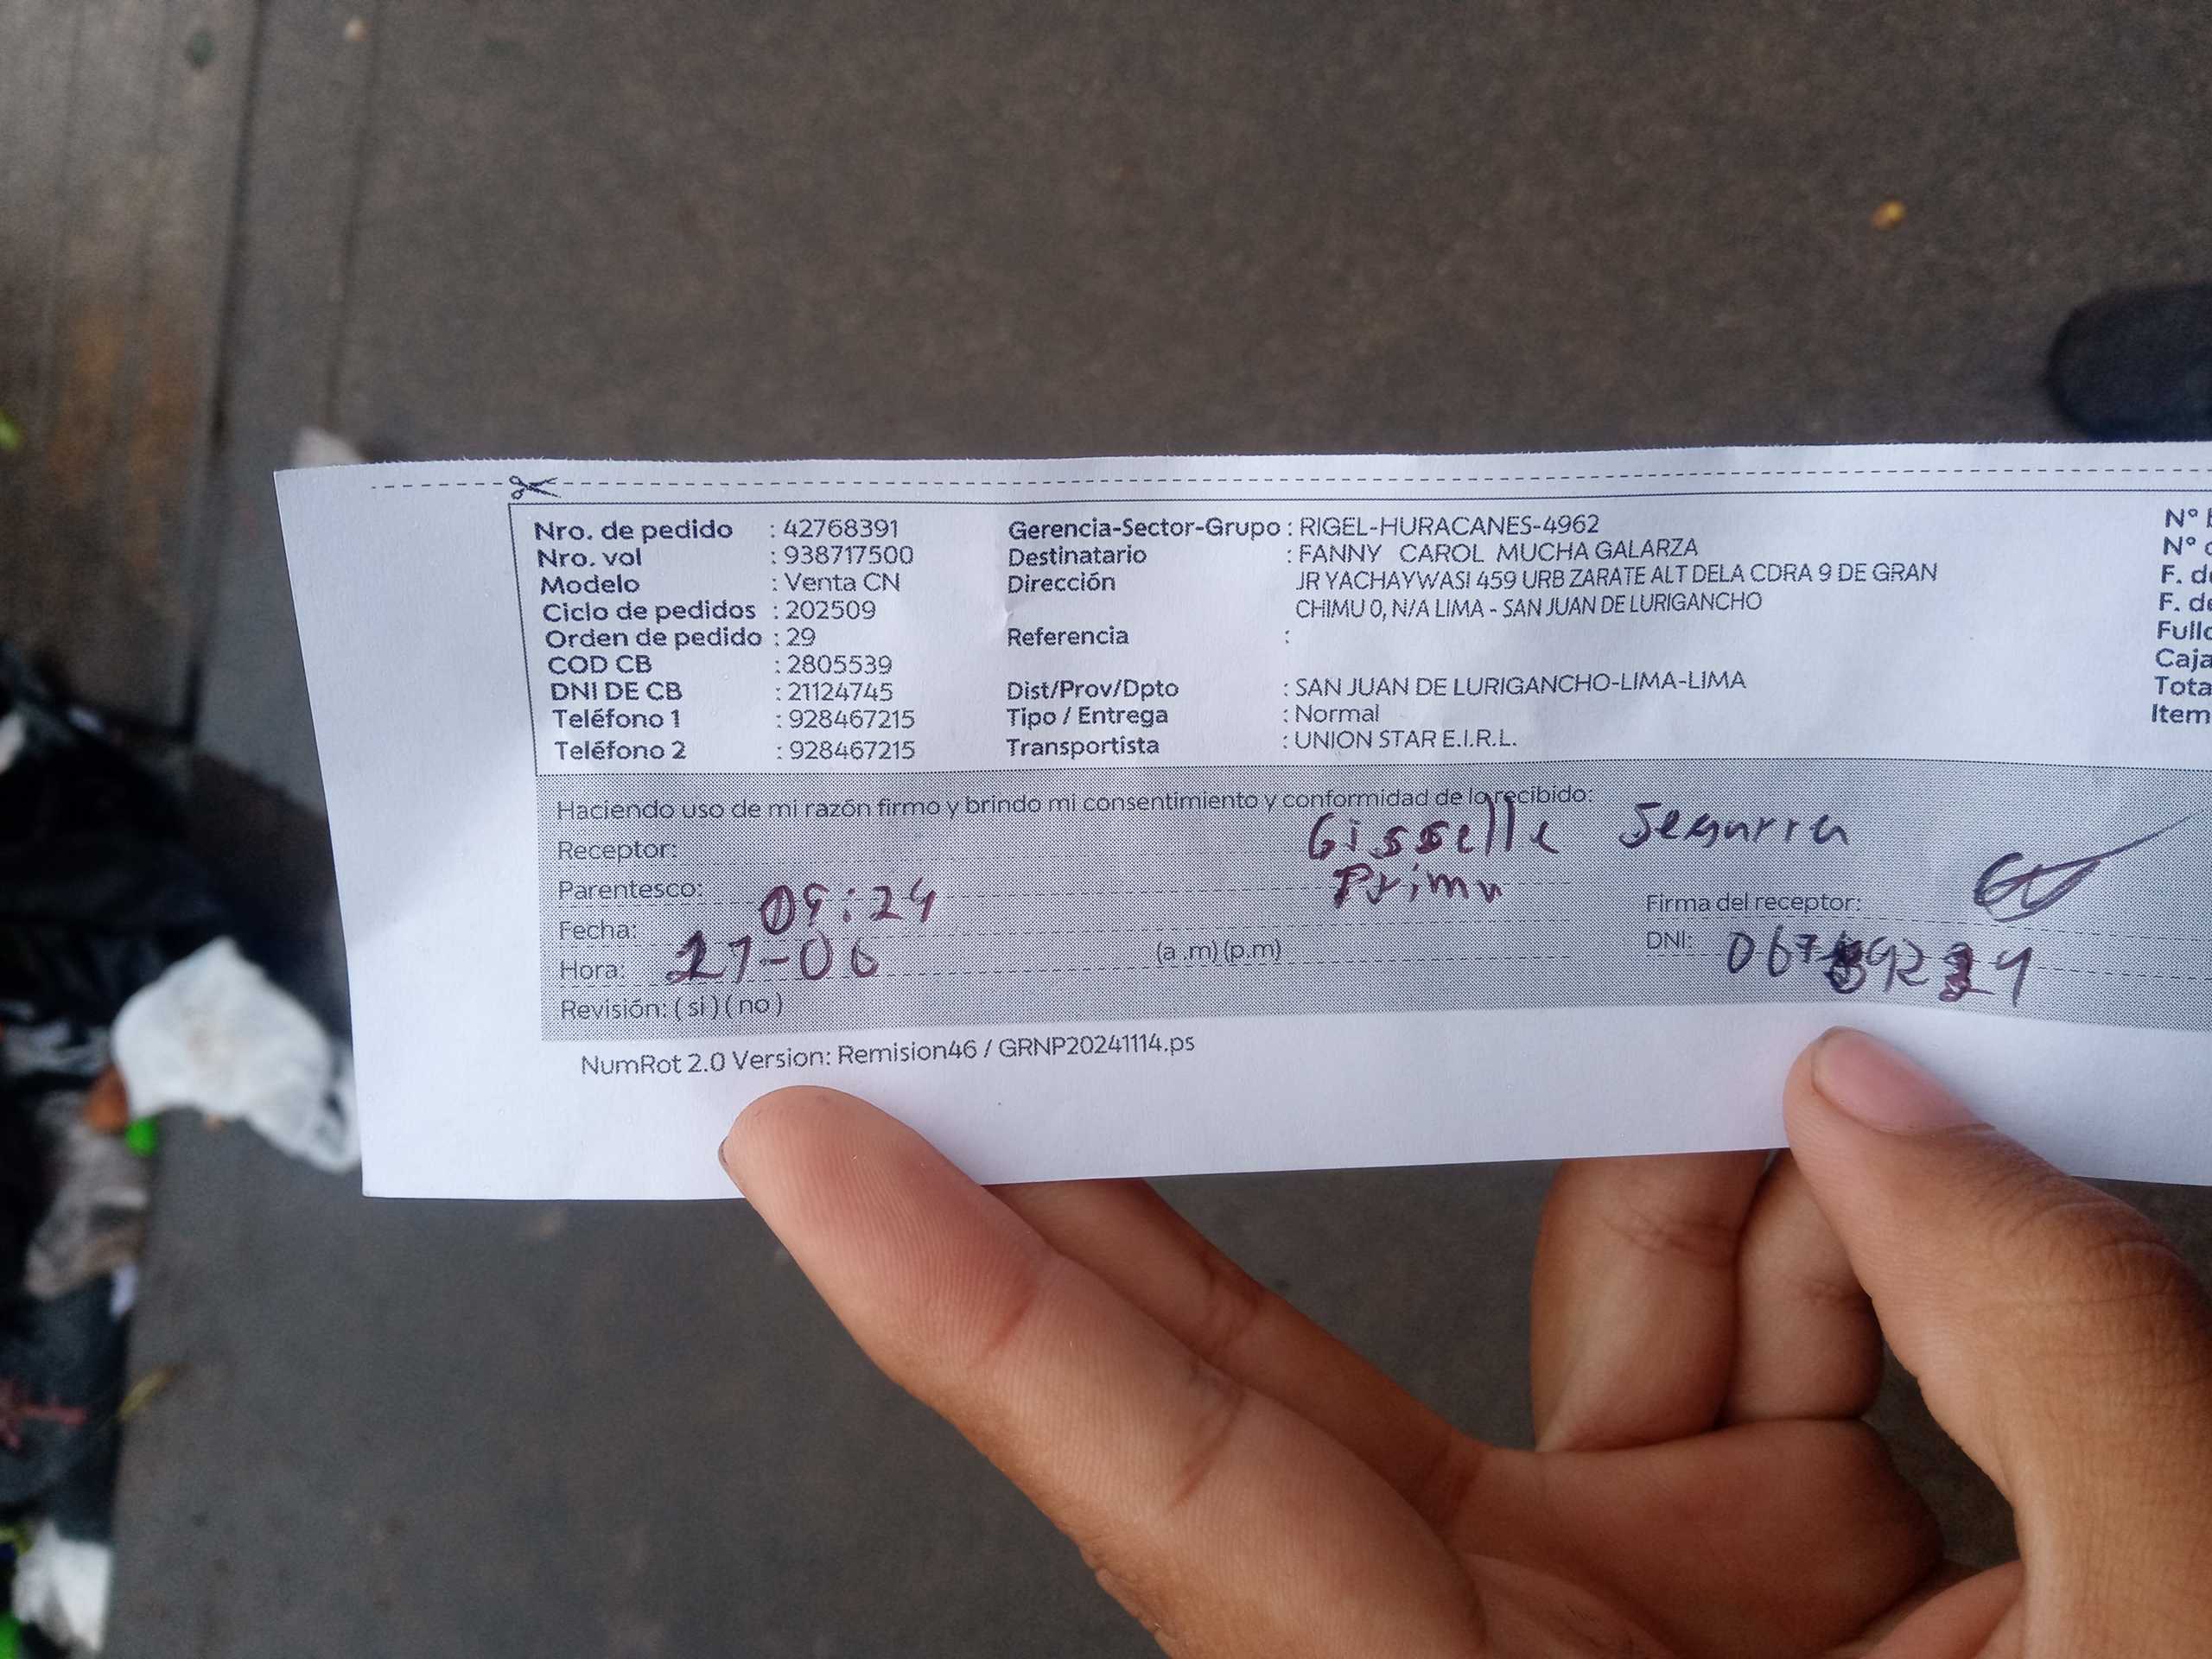 Nro. de pedido : 42768391
Nro. vol : 938717500
Modelo : Venta CN
Ciclo de pedidos : 202509
Orden de pedido : 29
COD CB : 2805539
DNI DE CB : 21124745
Teléfono 1 : 928467215
Teléfono 2 : 928467215
Gerencia-Sector-Grupo : RIGEL-HURACANES-4962
Destinatario : FANNY CAROL MUCHA GALARZA
Dirección JR YACHAYWASI 459 URB ZARATE ALT DELA CDRA 9 DE GRAN
CHIMU 0, N/A LIMA - SAN JUAN DE LURIGANCHO
Referencia :
Dist/Prov/Dpto : SAN JUAN DE LURIGANCHO-LIMA-LIMA
Tipo / Entrega : Normal
Transportista : UNION STAR E.I.R.L.
N°
N°
F.
F.
Item
Haciendo uso de mi razón firmo y brindo mi consentimiento y conformidad de lo recibido:
Receptor: Gisselle Segurra
Parentesco: Prima
Fecha: 09:24
Hora: 27-06 (a .m) (p.m)
Revisión: ( si ) ( no )
Firma del receptor:
DNI:
NumRot 2.0 Version: Remision46 / GRNP20241114.ps